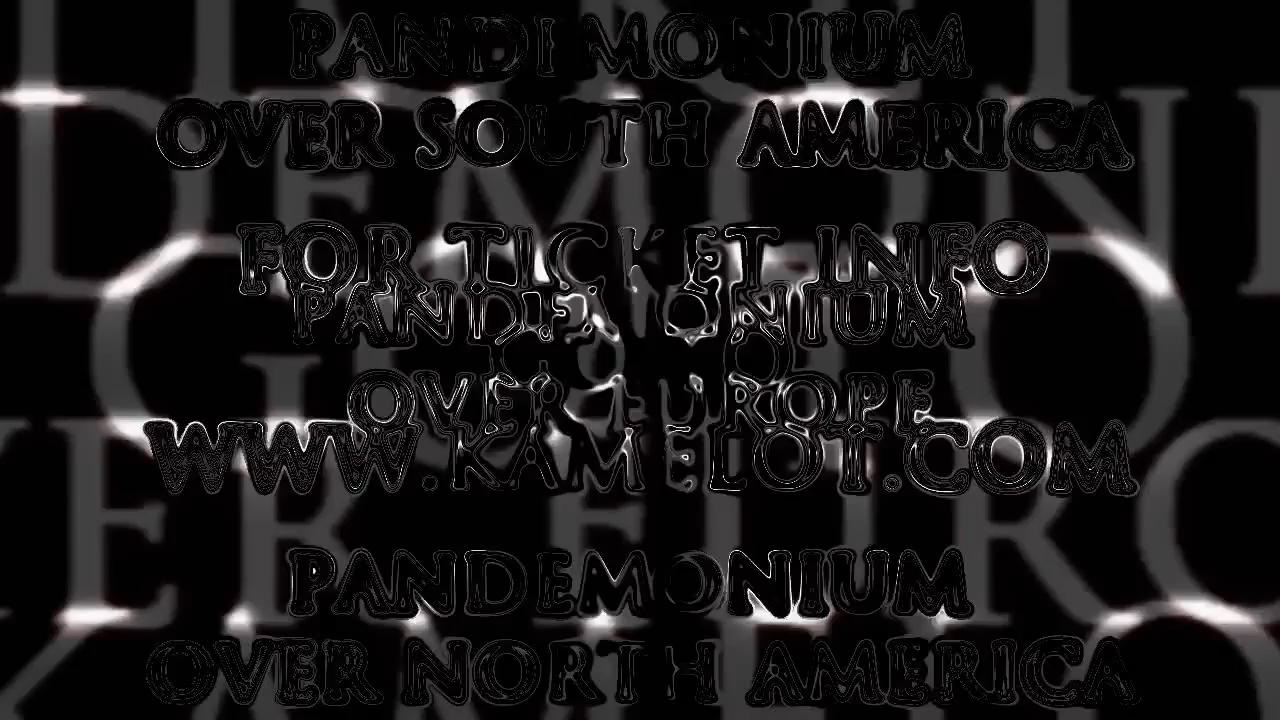 PANDEMONIUM
OVER SOUTH AMERICA
FOR TICKET INFO
PANDEMONIUM
OVER EUROPE
WWW.KAMELOT.COM
PANDEMONIUM
OVER NORTH AMERICA